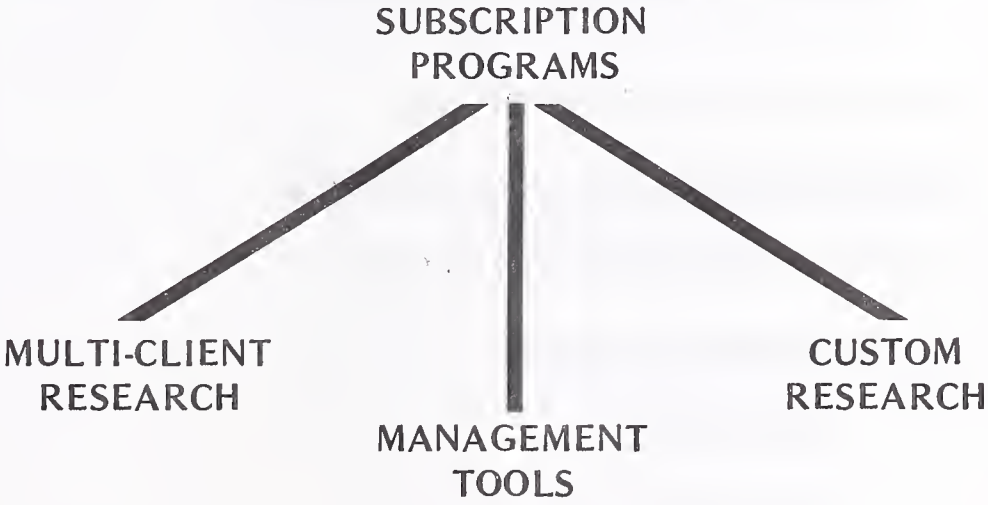 SUBSCRIPTION
PROGRAMS
MULTI-CLIENT
RESEARCH
CUSTOM
RESEARCH
MANAGEMENT
TOOLS